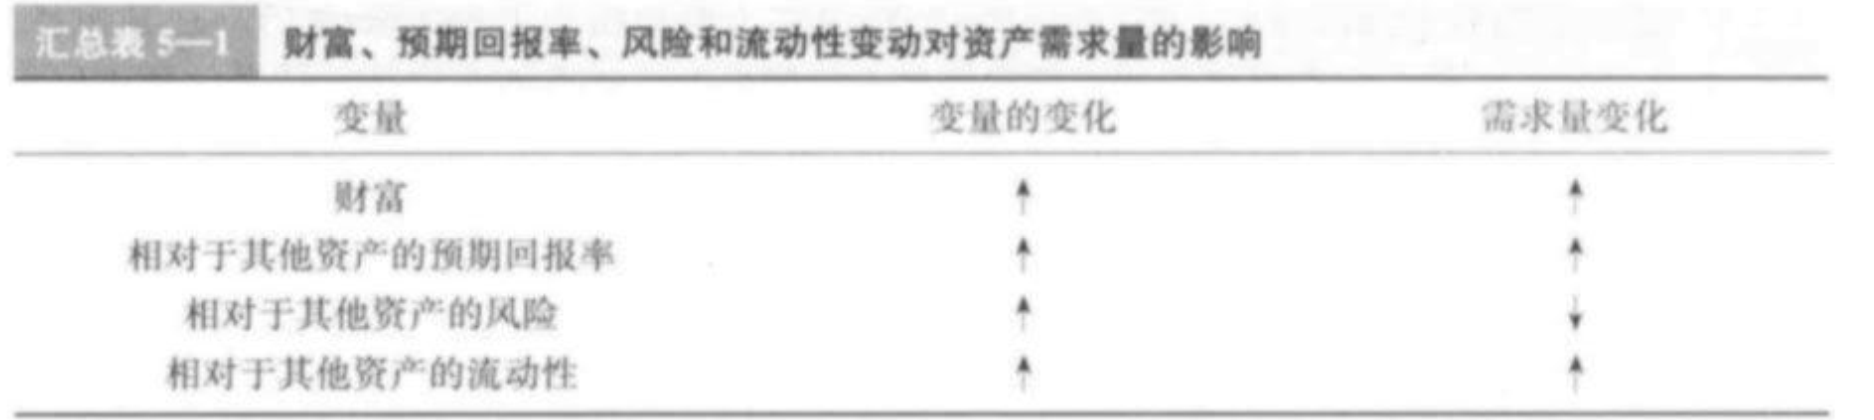 汇总表 5—1 财富、预期回报率、风险和流动性变动对资产需求量的影响
变量 变量的变化 需求量变化
财富 ↑ ↑
相对于其他资产的预期回报率 ↑ ↑
相对于其他资产的风险 ↑ ↓
相对于其他资产的流动性 ↑ ↑